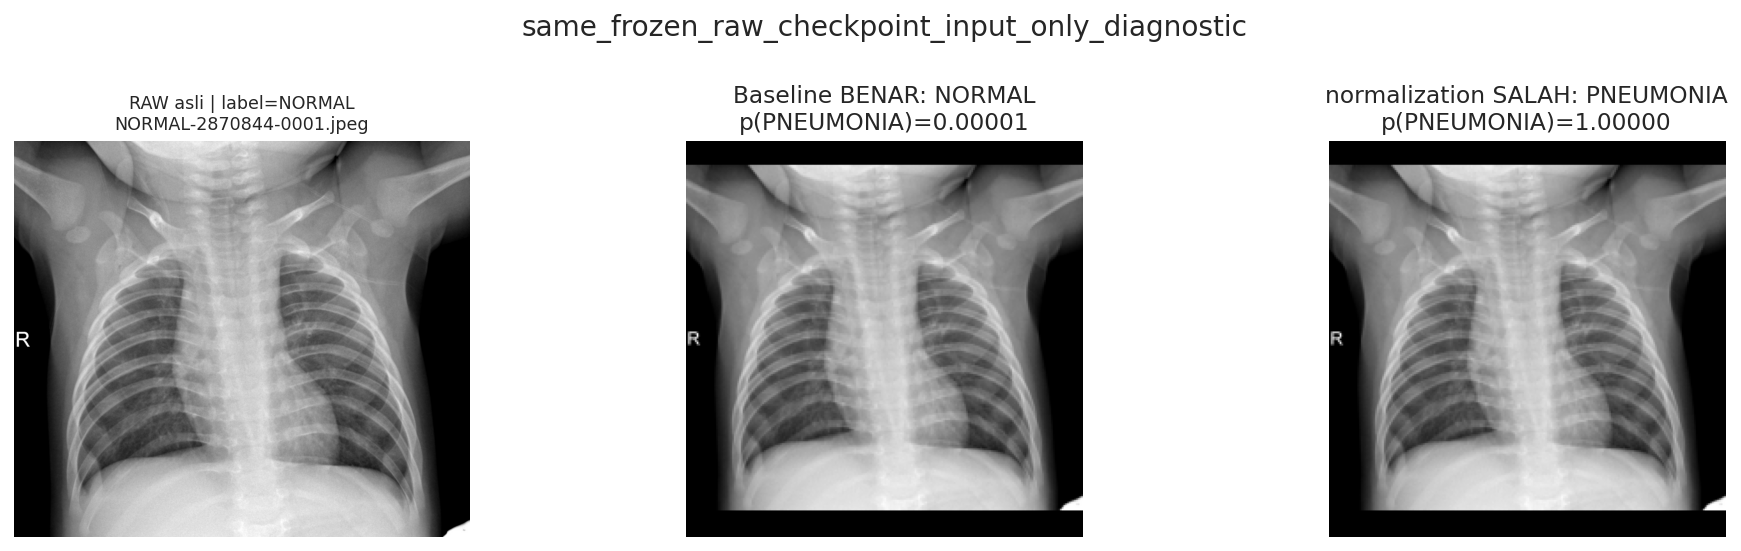 same_frozen_raw_checkpoint_input_only_diagnostic
RAW asli | label=NORMAL
NORMAL-2870844-0001.jpeg
Baseline BENAR: NORMAL
p(PNEUMONIA)=0.00001
normalization SALAH: PNEUMONIA
p(PNEUMONIA)=1.00000
R
R
R